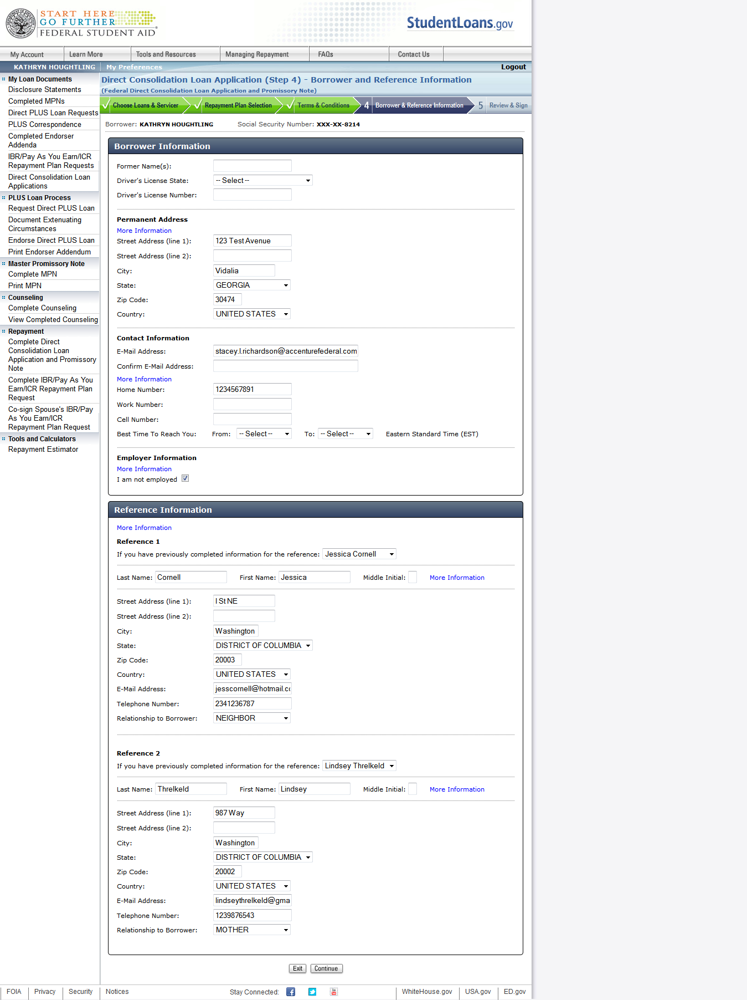 START HERE
GO FURTHER
FEDERAL STUDENT AID
StudentLoans.gov
My Account Learn More Tools and Resources Managing Repayment FAQs Contact Us
KATHRYN HOUGHTLING My Preferences Logout
My Loan Documents
Disclosure Statements
Completed MPNs
Direct PLUS Loan Requests
PLUS Correspondence
Completed Endorser
Addenda
IBR/Pay As You Earn/ICR
Repayment Plan Requests
Direct Consolidation Loan
Applications
PLUS Loan Process
Request Direct PLUS Loan
Document Extenuating
Circumstances
Endorse Direct PLUS Loan
Print Endorser Addendum
Master Promissory Note
Complete MPN
Print MPN
Counseling
Complete Counseling
View Completed Counseling
Repayment
Complete Direct
Consolidation Loan
Application and Promissory
Note
Complete IBR/Pay As You
Earn/ICR Repayment Plan
Request
Co-sign Spouse's IBR/Pay
As You Earn/ICR
Repayment Plan Request
Tools and Calculators
Repayment Estimator
Direct Consolidation Loan Application (Step 4) - Borrower and Reference Information
(Federal Direct Consolidation Loan Application and Promissory Note)
Choose Loans & Servicer Repayment Plan Selection Terms & Conditions 4 Borrower & Reference Information 5 Review & Sign
Borrower: KATHRYN HOUGHTLING Social Security Number: XXX-XX-8214
Borrower Information
Former Name(s):
Driver's License State: -- Select --
Driver's License Number:
Permanent Address
More Information
Street Address (line 1): 123 Test Avenue
Street Address (line 2):
City: Vidalia
State: GEORGIA
Zip Code: 30474
Country: UNITED STATES
Contact Information
E-Mail Address: stacey.l.richardson@accenturefederal.com
Confirm E-Mail Address:
More Information
Home Number: 1234567891
Work Number:
Cell Number:
Best Time To Reach You: From: -- Select -- To: -- Select -- Eastern Standard Time (EST)
Employer Information
More Information
I am not employed
Reference Information
More Information
Reference 1
If you have previously completed information for the reference: Jessica Cornell
Last Name: Cornell First Name: Jessica Middle Initial: More Information
Street Address (line 1): I St NE
Street Address (line 2):
City: Washington
State: DISTRICT OF COLUMBIA
Zip Code: 20003
Country: UNITED STATES
E-Mail Address: jesscornell@hotmail.cc
Telephone Number: 2341236787
Relationship to Borrower: NEIGHBOR
Reference 2
If you have previously completed information for the reference: Lindsey Threlkeld
Last Name: Threlkeld First Name: Lindsey Middle Initial: More Information
Street Address (line 1): 987 Way
Street Address (line 2):
City: Washington
State: DISTRICT OF COLUMBIA
Zip Code: 20002
Country: UNITED STATES
E-Mail Address: lindseythrelkeld@gma
Telephone Number: 1239876543
Relationship to Borrower: MOTHER
Exit Continue
FOIA Privacy Security Notices Stay Connected: WhiteHouse.gov USA.gov ED.gov